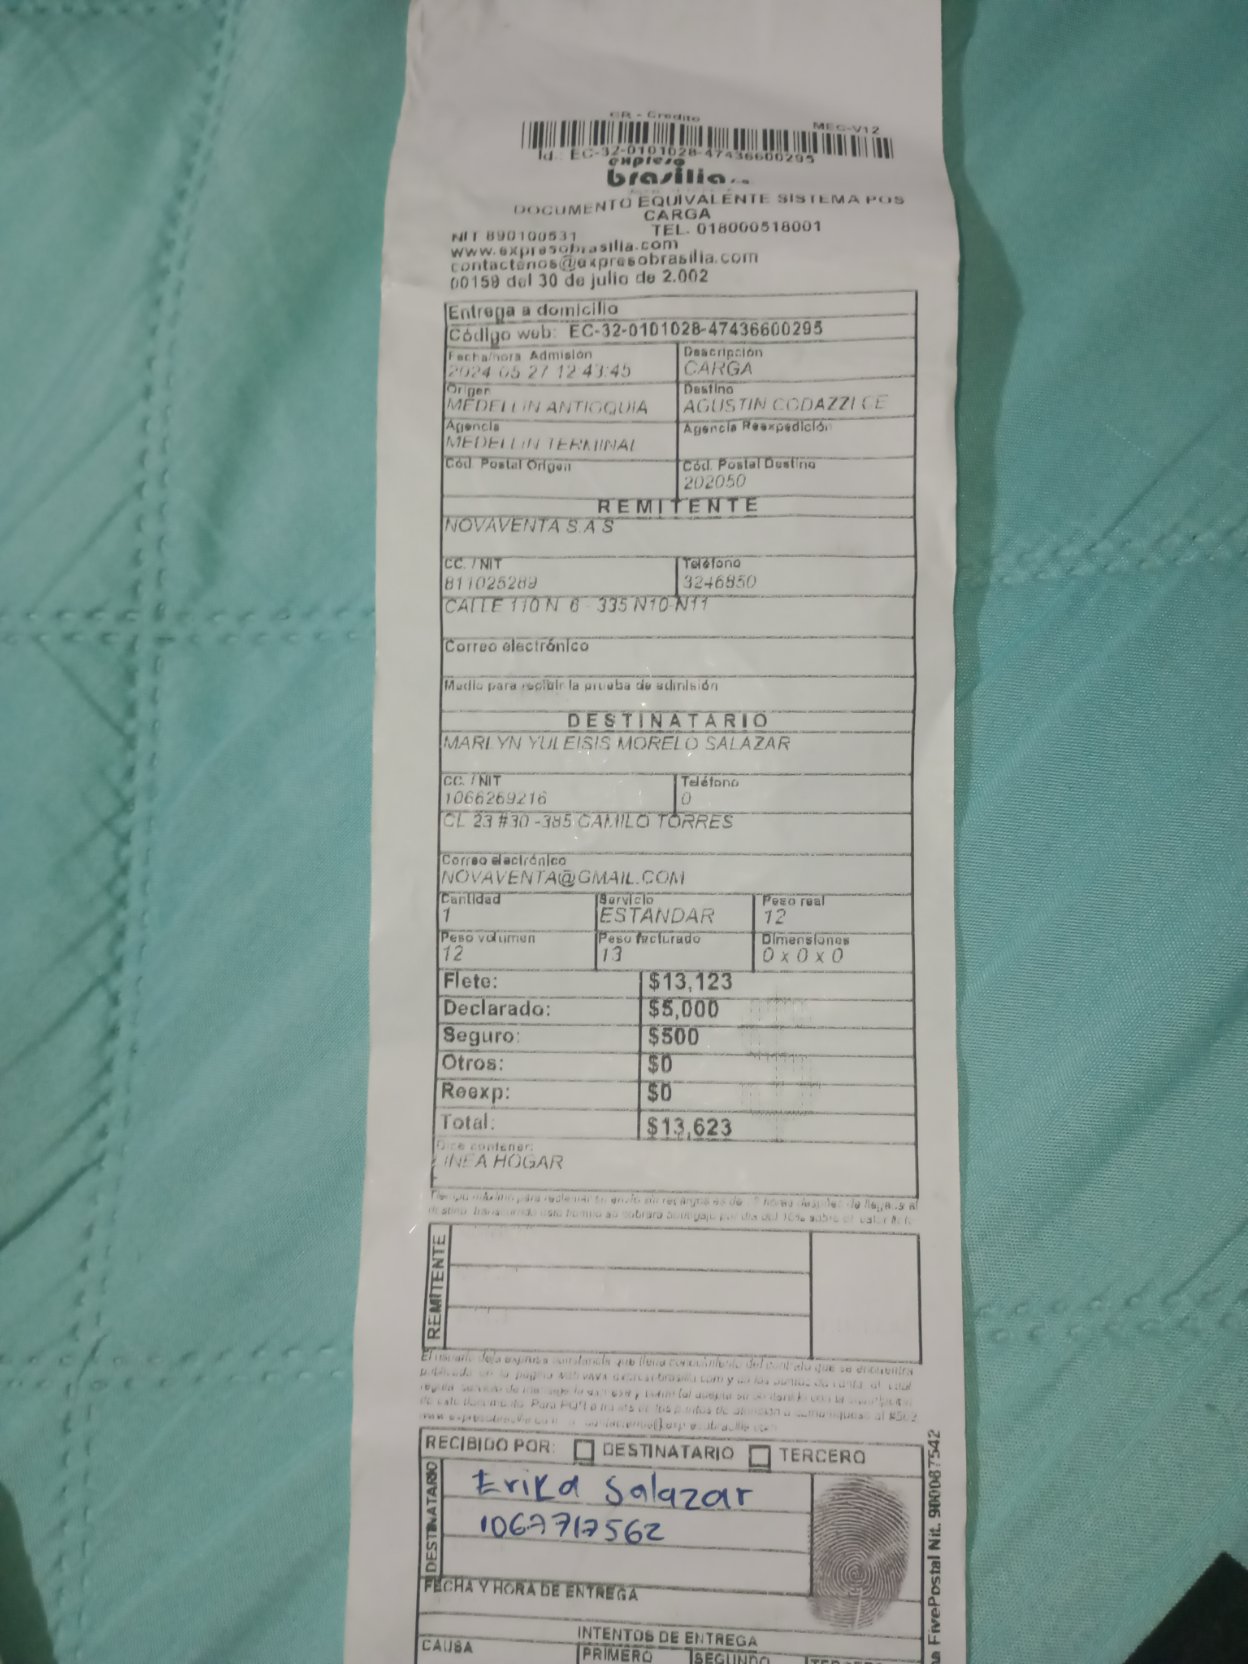 CR - Credito
MEC-V12
Id.: EC-32-0101028-47436600295
expreso
brasilia
DOCUMENTO EQUIVALENTE SISTEMA POS
CARGA
NIT 890100531 TEL. 018000518001
www.expresobrasilia.com
contactenos@expresobrasilia.com
00159 del 30 de julio de 2.002
Entrega a domicilio
Código web: EC-32-0101028-47436600295
Fecha/hora Admisión Descripción
2024 05 27 12:43:45 CARGA
Origen Destino
MEDELLIN ANTIOQUIA AGUSTIN CODAZZI CE
Agencia Agencia Reexpedición
MEDELLIN TERMINAL
Cód. Postal Origen Cód. Postal Destino
202050
REMITENTE
NOVAVENTA S.A S
CC. / NIT Teléfono
811025289 3246850
CALLE 110 N 6 - 335 N10-N11
Correo electrónico
Medio para recibir la prueba de admisión
DESTINATARIO
MARLYN YULEISIS MORELO SALAZAR
CC. / NIT Teléfono
1066269216 0
CL 23 #30 -385 CAMILO TORRES
Correo electrónico
NOVAVENTA@GMAIL.COM
Cantidad Servicio Peso real
1 ESTANDAR 12
Peso volumen Peso facturado Dimensiones
12 13 0 x 0 x 0
Flete: $13,123
Declarado: $5,000
Seguro: $500
Otros: $0
Reexp: $0
Total: $13,623
Dice contener:
INEA HOGAR
REMITENTE
RECIBIDO POR: DESTINATARIO TERCERO
DESTINATARIO
Erika Salazar
1067717562
FECHA Y HORA DE ENTREGA
INTENTOS DE ENTREGA
CAUSA PRIMERO SEGUNDO
FivePostal Nit. 900087542